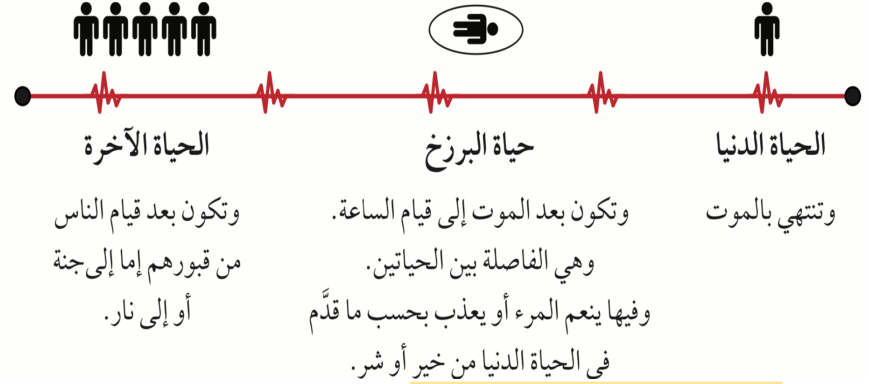 الحياة الدنيا
وتنتهي بالموت
حياة البرزخ
وتكون بعد الموت إلى قيام الساعة.
وهي الفاصلة بين الحياتين.
وفيها ينعم المرء أو يعذب بحسب ما قدَّم
في الحياة الدنيا من خير أو شر.
الحياة الآخرة
وتكون بعد قيام الناس
من قبورهم إما إلى جنة
أو إلى نار.